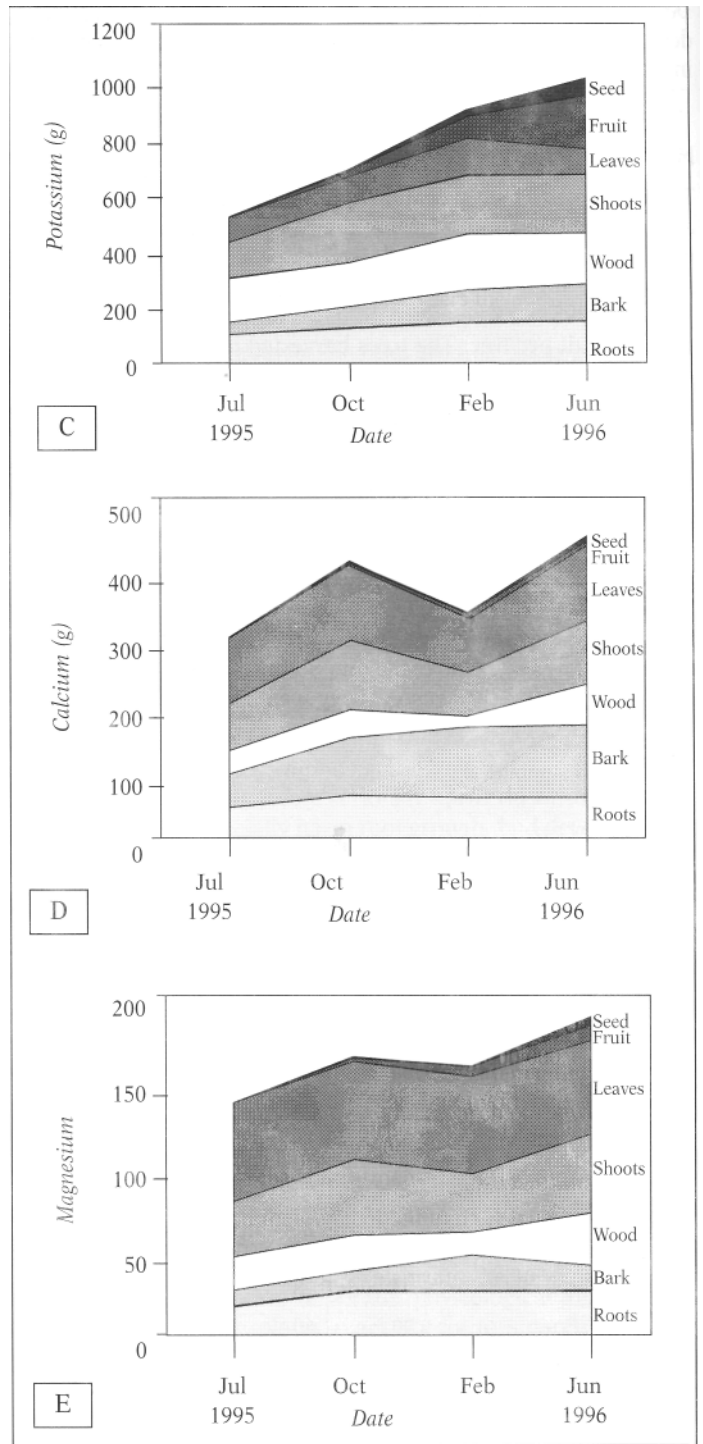 1200
1000
800
600
400
200
0
Potassium (g)
Seed
Fruit
Leaves
Shoots
Wood
Bark
Roots
Jul Oct Feb Jun
1995 Date 1996
C
500
400
300
200
100
0
Calcium (g)
Seed
Fruit
Leaves
Shoots
Wood
Bark
Roots
Jul Oct Feb Jun
1995 Date 1996
D
200
150
100
50
0
Magnesium
Seed
Fruit
Leaves
Shoots
Wood
Bark
Roots
Jul Oct Feb Jun
1995 Date 1996
E